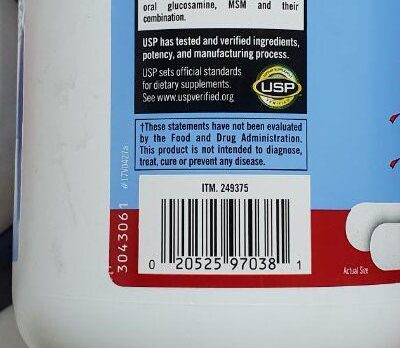 oral glucosamine, MSM and their
combination.
USP has tested and verified ingredients,
potency, and manufacturing process.
USP sets official standards
for dietary supplements.
See www.uspverified.org
USP
†These statements have not been evaluated
by the Food and Drug Administration.
This product is not intended to diagnose,
treat, cure or prevent any disease.
#17V0427a
3043061
ITM. 249375
0 20525 97038 1
Actual Size